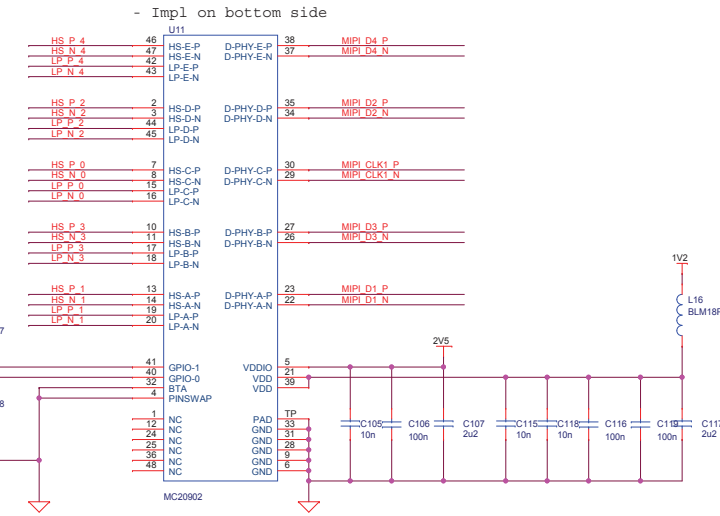 - Impl on bottom side
U11
HS_P_4 46 HS-E-P D-PHY-E-P 38 MIPI_D4_P
HS_N_4 47 HS-E-N D-PHY-E-N 37 MIPI_D4_N
LP_P_4 42 LP-E-P
LP_N_4 43 LP-E-N
HS_P_2 2 HS-D-P D-PHY-D-P 35 MIPI_D2_P
HS_N_2 3 HS-D-N D-PHY-D-N 34 MIPI_D2_N
LP_P_2 44 LP-D-P
LP_N_2 45 LP-D-N
HS_P_0 7 HS-C-P D-PHY-C-P 30 MIPI_CLK1_P
HS_N_0 8 HS-C-N D-PHY-C-N 29 MIPI_CLK1_N
LP_P_0 15 LP-C-P
LP_N_0 16 LP-C-N
HS_P_3 10 HS-B-P D-PHY-B-P 27 MIPI_D3_P
HS_N_3 11 HS-B-N D-PHY-B-N 26 MIPI_D3_N
LP_P_3 17 LP-B-P
LP_N_3 18 LP-B-N
1V2
HS_P_1 13 HS-A-P D-PHY-A-P 23 MIPI_D1_P
HS_N_1 14 HS-A-N D-PHY-A-N 22 MIPI_D1_N
LP_P_1 19 LP-A-P
LP_N_1 20 LP-A-N
L16
BLM18P
7
2V5
41 GPIO-1 VDDIO 5
40 GPIO-0 VDD 21
32 BTA VDD 39
4 PINSWAP
8
1 NC PAD TP
12 NC GND 33
24 NC GND 31
25 NC GND 28
36 NC GND 9
48 NC GND 6
C105 10n
C106 100n
C107 2u2
C115 10n
C118 10n
C116 100n
C119 100n
C117 2u2
MC20902